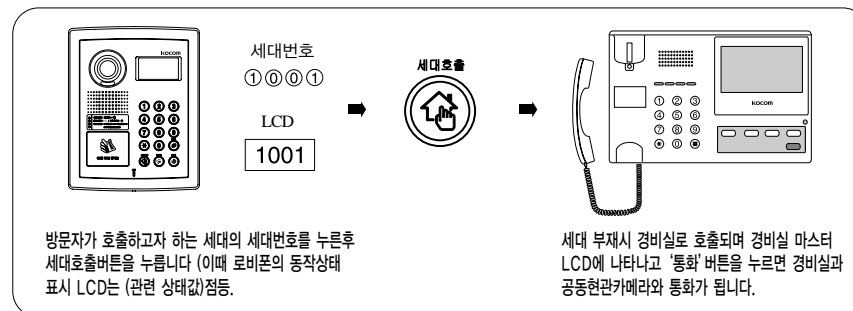 kocom
세대번호
①⓪⓪①
LCD
1001
세대호출
kocom
방문자가 호출하고자 하는 세대의 세대번호를 누른후
세대호출버튼을 누릅니다 (이때 로비폰의 동작상태
표시 LCD는 (관련 상태값)점등.
세대 부재시 경비실로 호출되며 경비실 마스터
LCD에 나타나고 ‘통화’ 버튼을 누르면 경비실과
공동현관카메라와 통화가 됩니다.